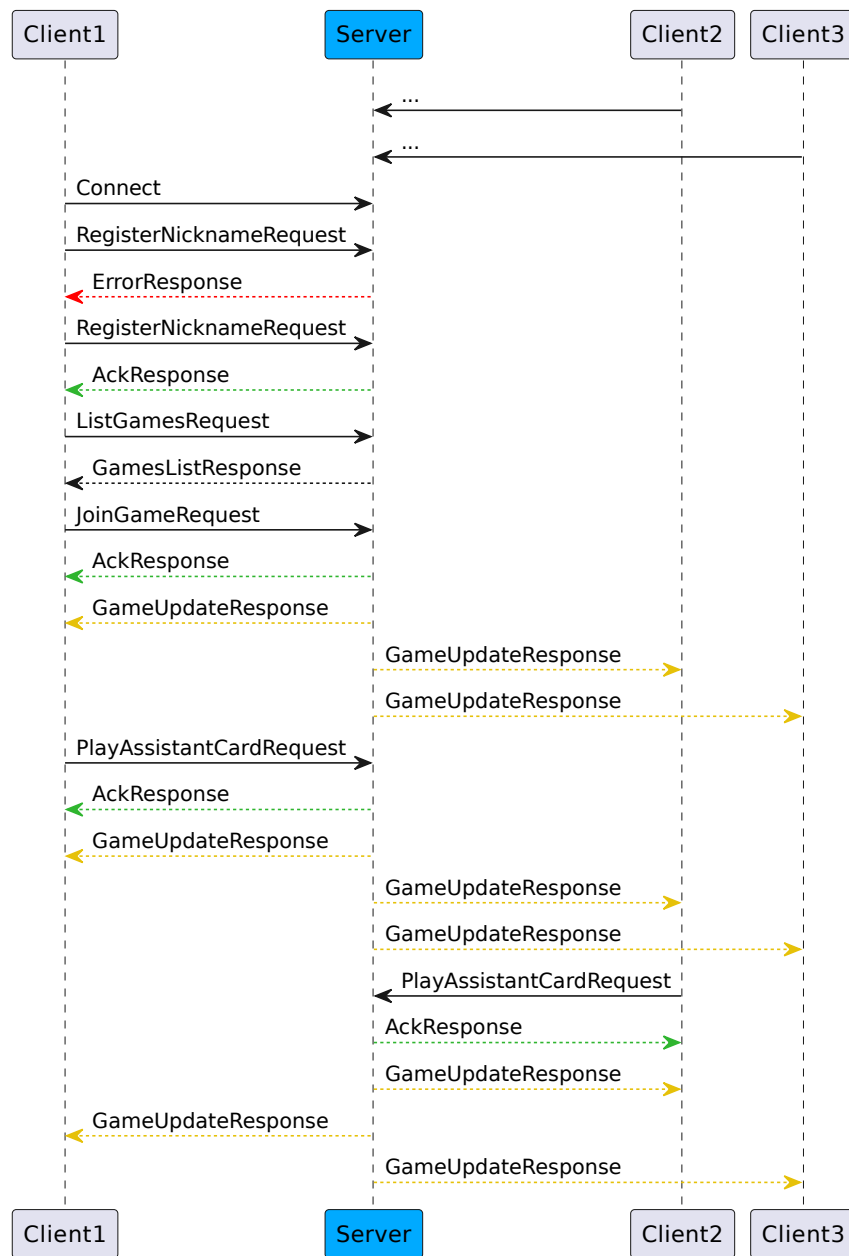 Client1 Server Client2 Client3
...
...
Connect
RegisterNicknameRequest
ErrorResponse
RegisterNicknameRequest
AckResponse
ListGamesRequest
GamesListResponse
JoinGameRequest
AckResponse
GameUpdateResponse
GameUpdateResponse
GameUpdateResponse
PlayAssistantCardRequest
AckResponse
GameUpdateResponse
GameUpdateResponse
GameUpdateResponse
PlayAssistantCardRequest
AckResponse
GameUpdateResponse
GameUpdateResponse
GameUpdateResponse
Client1 Server Client2 Client3